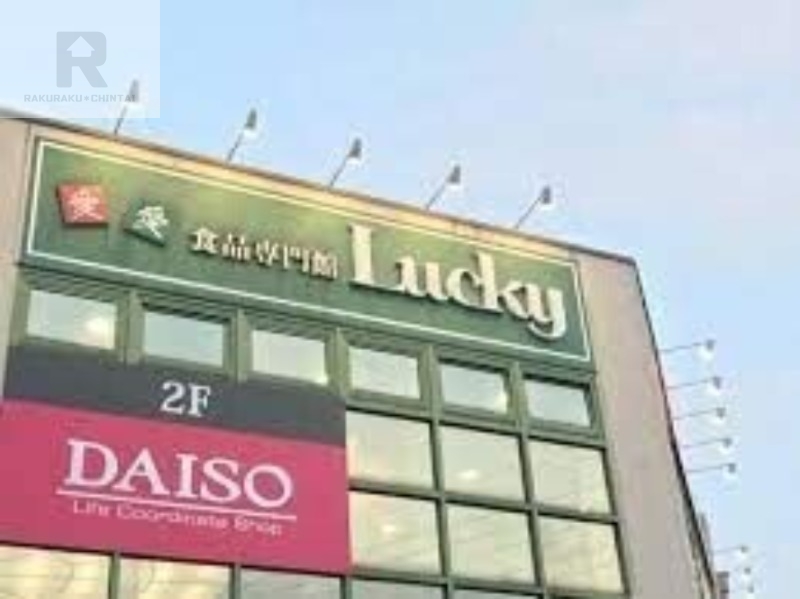 R
RAKURAKU CHINTAI
愛 愛 食品専門館 Lucky
2F
DAISO
Life Coordinate Shop